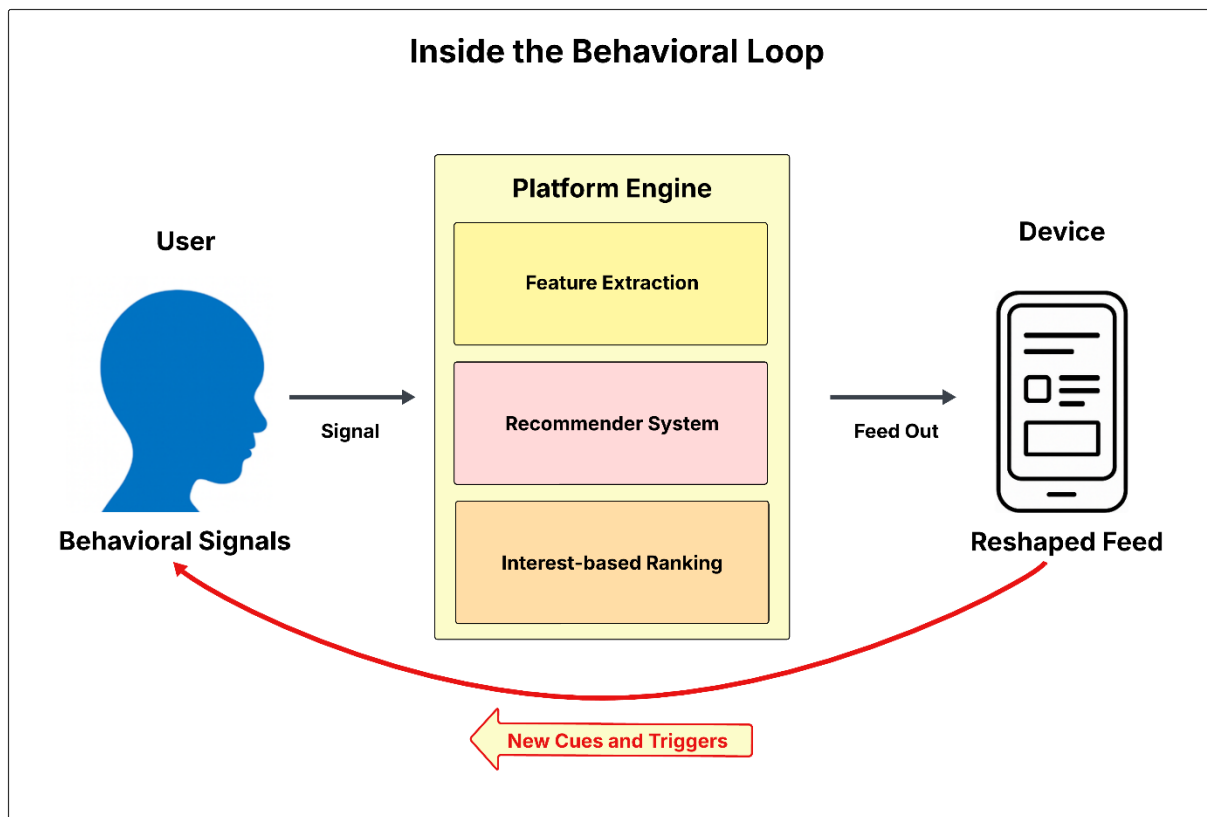 Inside the Behavioral Loop
User
Behavioral Signals
Signal
Platform Engine
Feature Extraction
Recommender System
Interest-based Ranking
Feed Out
Device
Reshaped Feed
New Cues and Triggers